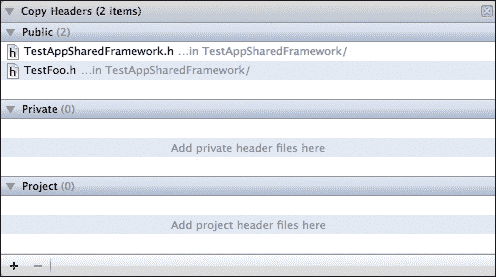 Copy Headers (2 items)
Public (2)
h TestAppSharedFramework.h ...in TestAppSharedFramework/
h TestFoo.h ...in TestAppSharedFramework/
Private (0)
Add private header files here
Project (0)
Add project header files here
+ −